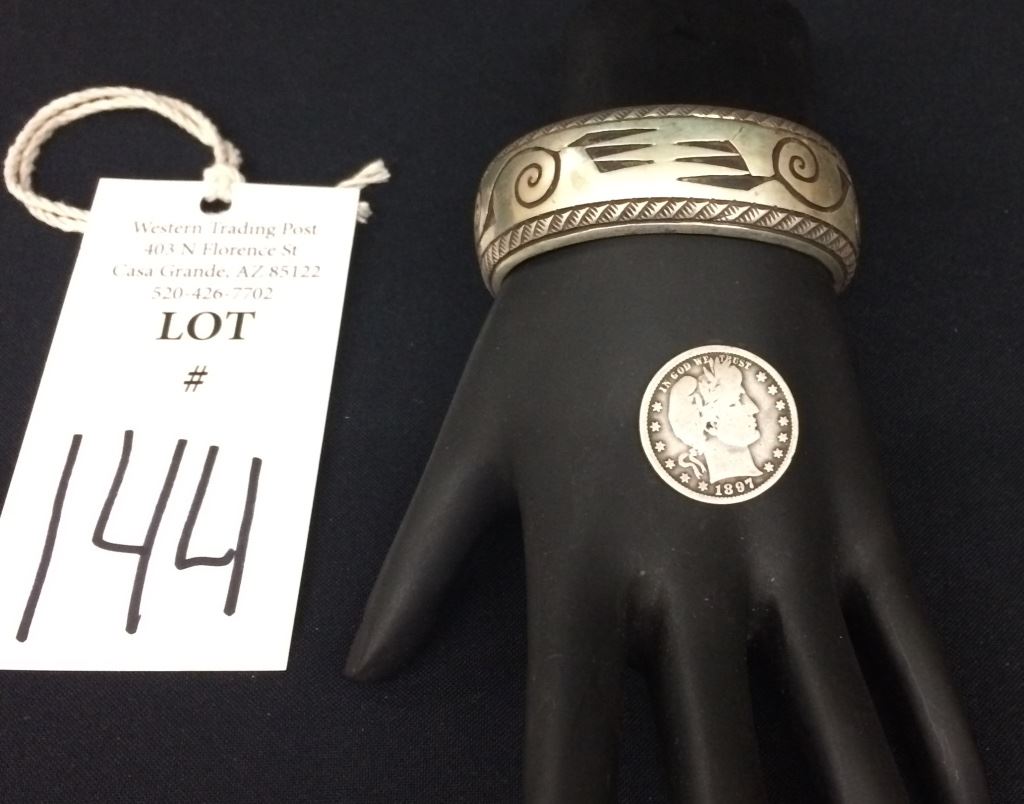 Western Trading Post
403 N Florence St
Casa Grande, AZ 85122
520-426-7702
LOT
#
144
IN GOD WE TRUST
1897